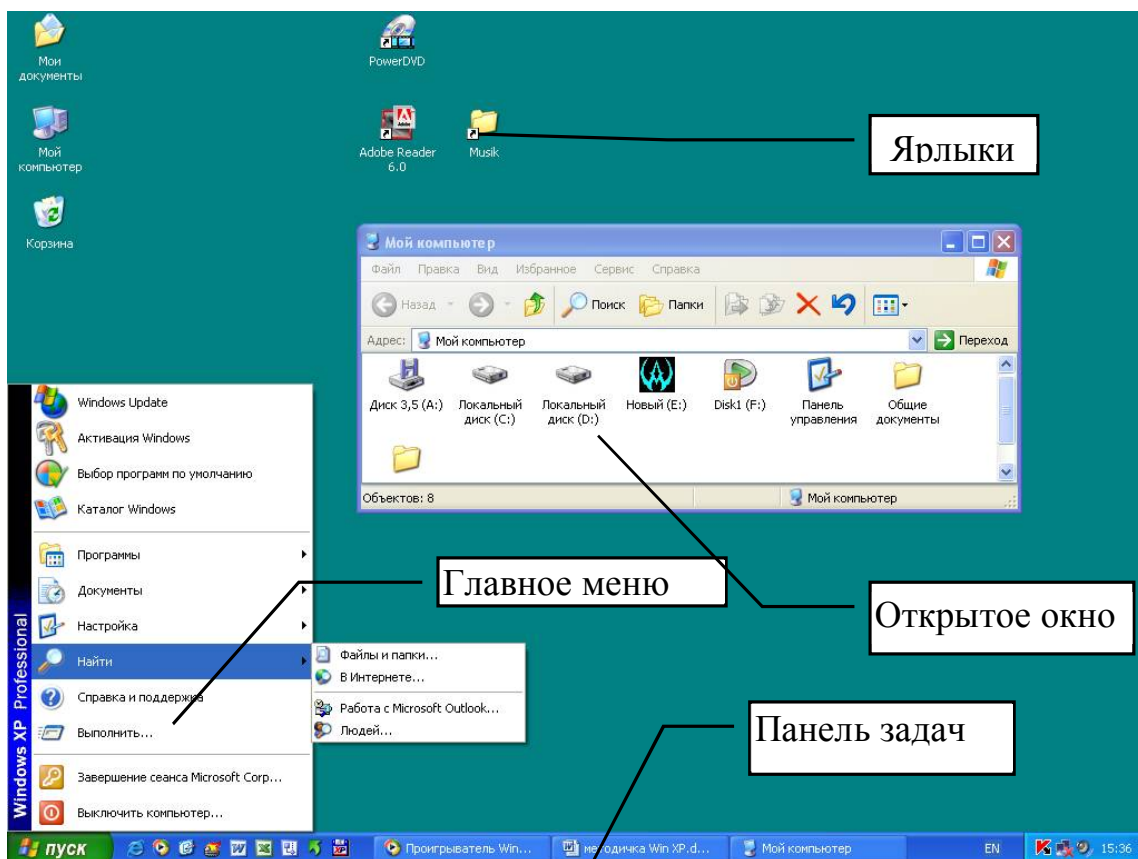 Мои
документы
PowerDVD
Мой
компьютер
Adobe Reader
6.0
Musik
Ярлыки
Корзина
Мой компьютер
Файл Правка Вид Избранное Сервис Справка
Назад Поиск Папки
Адрес: Мой компьютер Переход
Диск 3,5 (A:)
Локальный
диск (C:)
Локальный
диск (D:)
Новый (E:)
Disk1 (F:)
Панель
управления
Общие
документы
Объектов: 8 Мой компьютер
Windows Update
Активация Windows
Выбор программ по умолчанию
Каталог Windows
Программы
Документы
Настройка
Найти
Справка и поддержка
Выполнить...
Завершение сеанса Microsoft Corp...
Выключить компьютер...
Windows XP Professional
Файлы и папки...
В Интернете...
Работа с Microsoft Outlook...
Людей...
Главное меню
Открытое окно
Панель задач
пуск
Проигрыватель Win...
методичка Win XP.d...
Мой компьютер
EN
15:36